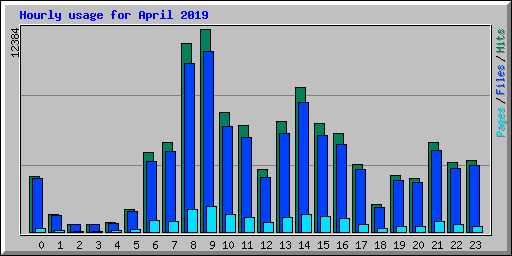 Hourly usage for April 2019
12384
Pages/Files/Hits
0 1 2 3 4 5 6 7 8 9 10 11 12 13 14 15 16 17 18 19 20 21 22 23